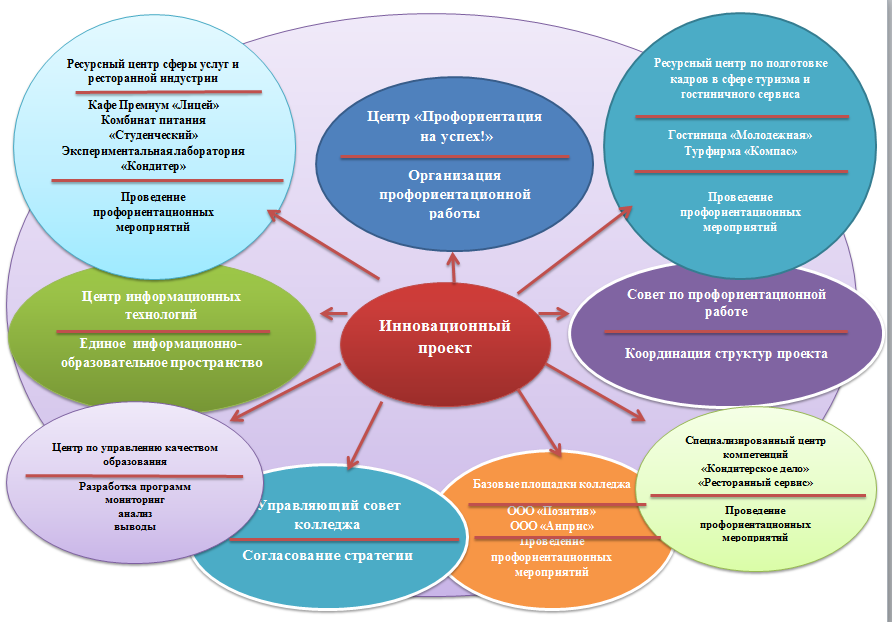 Ресурсный центр сферы услуг и
ресторанной индустрии
Кафе Премиум «Лицей»
Комбинат питания
«Студенческий»
Экспериментальная лаборатория
«Кондитер»
Проведение
профориентационных
мероприятий
Центр «Профориентация
на успех!»
Организация
профориентационной
работы
Ресурсный центр по подготовке
кадров в сфере туризма и
гостиничного сервиса
Гостиница «Молодежная»
Турфирма «Компас»
Проведение
профориентационных
мероприятий
Центр информационных
технологий
Единое информационно-
образовательное пространство
Инновационный
проект
Совет по профориентационной
работе
Координация структур проекта
Центр по управлению качеством
образования
Разработка программ
мониторинг
анализ
выводы
Управляющий совет
колледжа
Согласование стратегии
Базовые площадки колледжа
ООО «Позитив»
ООО «Априс»
Проведение
профориентационных
мероприятий
Специализированный центр
компетенций
«Кондитерское дело»
«Ресторанный сервис»
Проведение
профориентационных
мероприятий